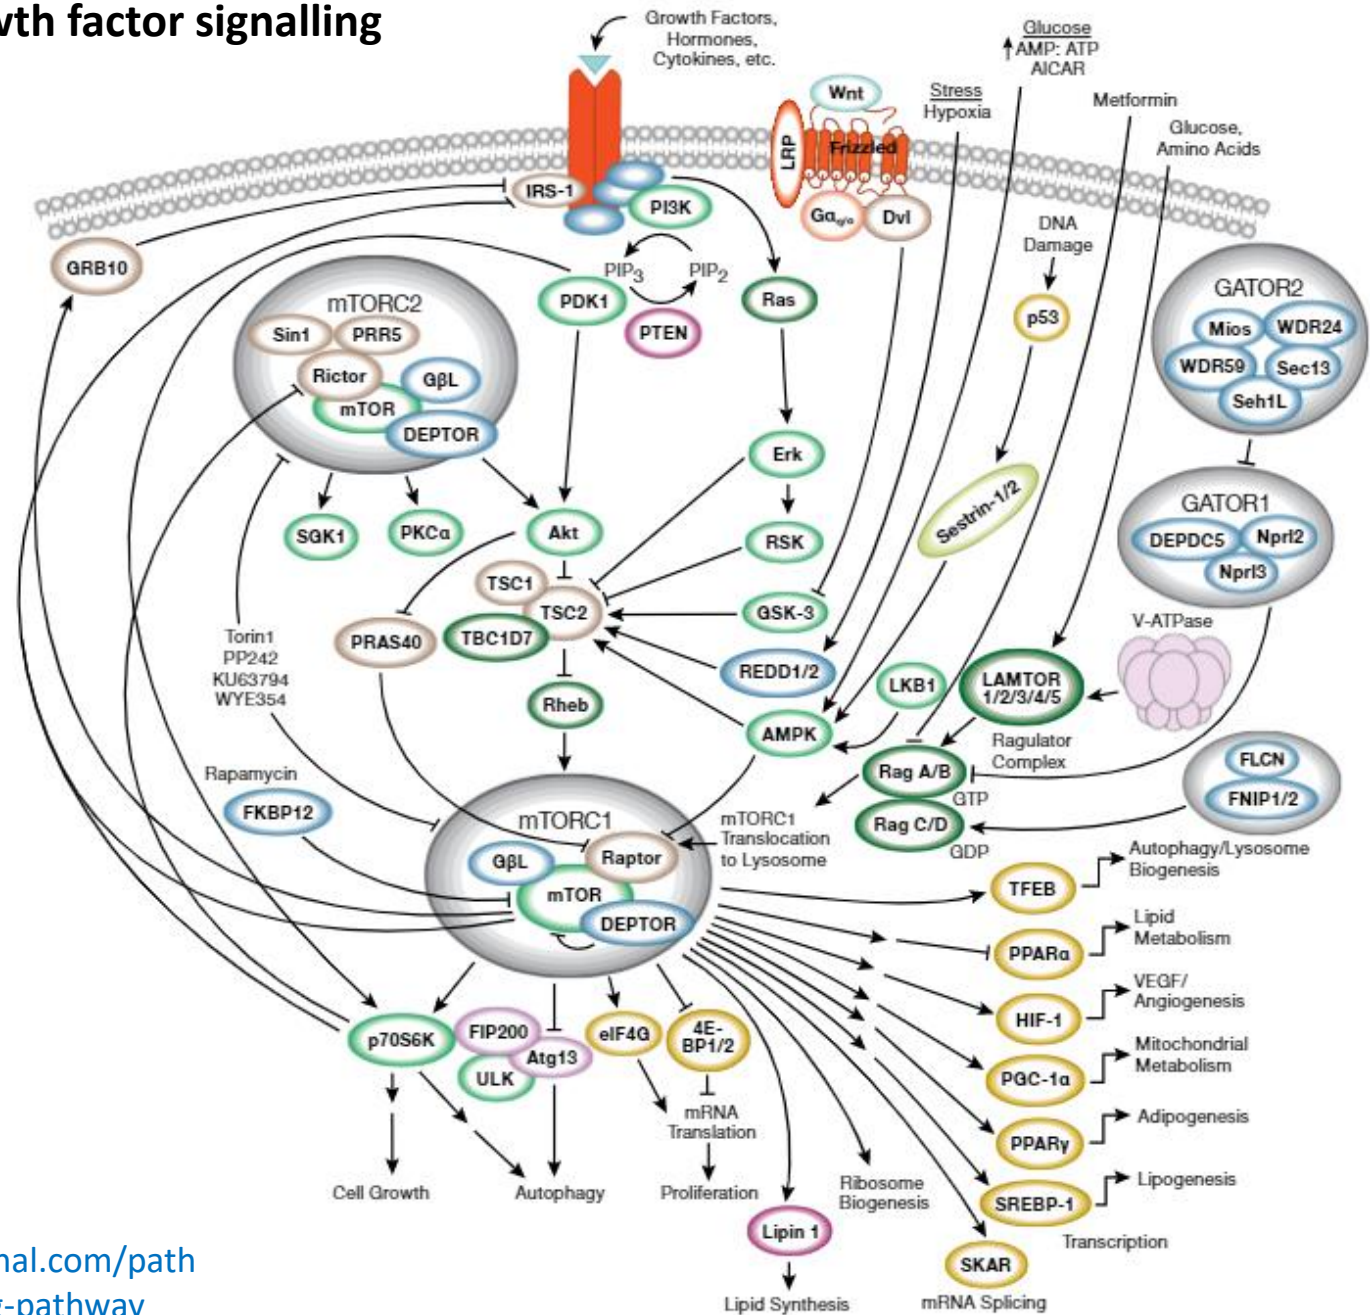 wth factor signalling
Growth Factors,
Hormones,
Cytokines, etc.
Glucose
↑AMP: ATP
AICAR
Stress
Hypoxia
Metformin
Glucose,
Amino Acids
Wnt
LRP
Frizzled
Gαq/o
Dvl
IRS-1
PI3K
GRB10
PIP3
PIP2
PDK1
PTEN
Ras
DNA
Damage
p53
mTORC2
Sin1
PRR5
Rictor
GβL
mTOR
DEPTOR
GATOR2
Mios
WDR24
WDR59
Sec13
Seh1L
GATOR1
DEPDC5
Nprl2
Nprl3
Erk
Sestrin-1/2
SGK1
PKCα
Akt
RSK
TSC1
TSC2
TBC1D7
GSK-3
PRAS40
V-ATPase
Torin1
PP242
KU63794
WYE354
REDD1/2
LKB1
LAMTOR
1/2/3/4/5
Rheb
AMPK
Ragulator
Complex
Rag A/B
GTP
Rag C/D
GDP
FLCN
FNIP1/2
Rapamycin
FKBP12
mTORC1
GβL
Raptor
mTOR
DEPTOR
mTORC1
Translocation
to Lysosome
TFEB
Autophagy/Lysosome
Biogenesis
PPARα
Lipid
Metabolism
HIF-1
VEGF/
Angiogenesis
PGC-1α
Mitochondrial
Metabolism
PPARγ
Adipogenesis
SREBP-1
Lipogenesis
Transcription
p70S6K
FIP200
Atg13
ULK
eIF4G
4E-
BP1/2
mRNA
Translation
Cell Growth
Autophagy
Proliferation
Ribosome
Biogenesis
Lipin 1
Lipid Synthesis
SKAR
mRNA Splicing
nal.com/path
g-pathway